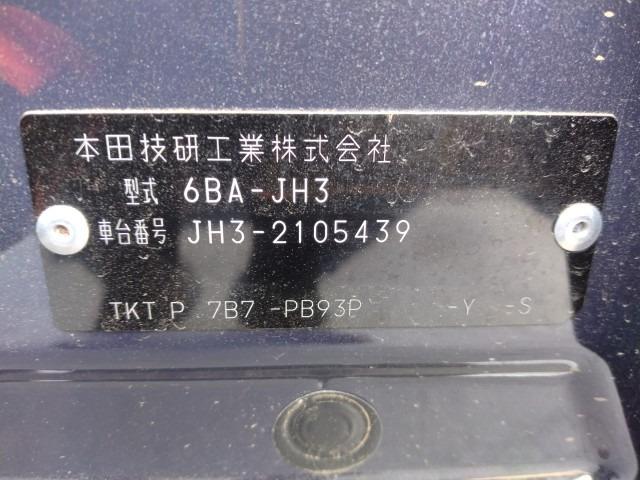 本田技研工業株式会社
型式 6BA-JH3
車台番号 JH3-2105439
TKT P 7B7 -PB93P -Y -S